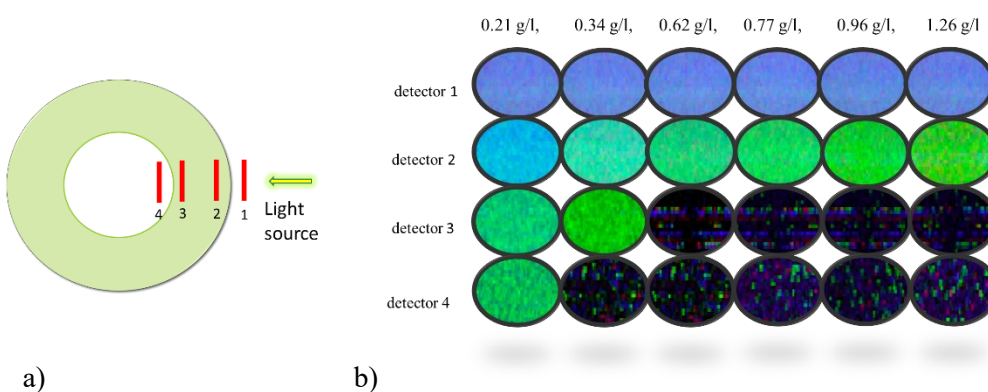 0.21 g/l, 0.34 g/l, 0.62 g/l, 0.77 g/l, 0.96 g/l, 1.26 g/l
detector 1
detector 2
detector 3
detector 4
4 3 2 1
Light
source
a) b)